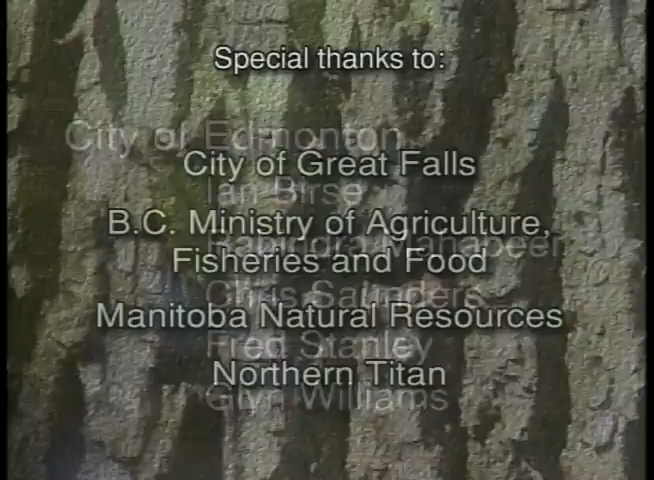 Special thanks to:
City of Edmonton
City of Great Falls
Ian Birse
B.C. Ministry of Agriculture,
Fisheries and Food
Chris Saunders
Manitoba Natural Resources
Fred Stanley
Northern Titan
Glyn Williams